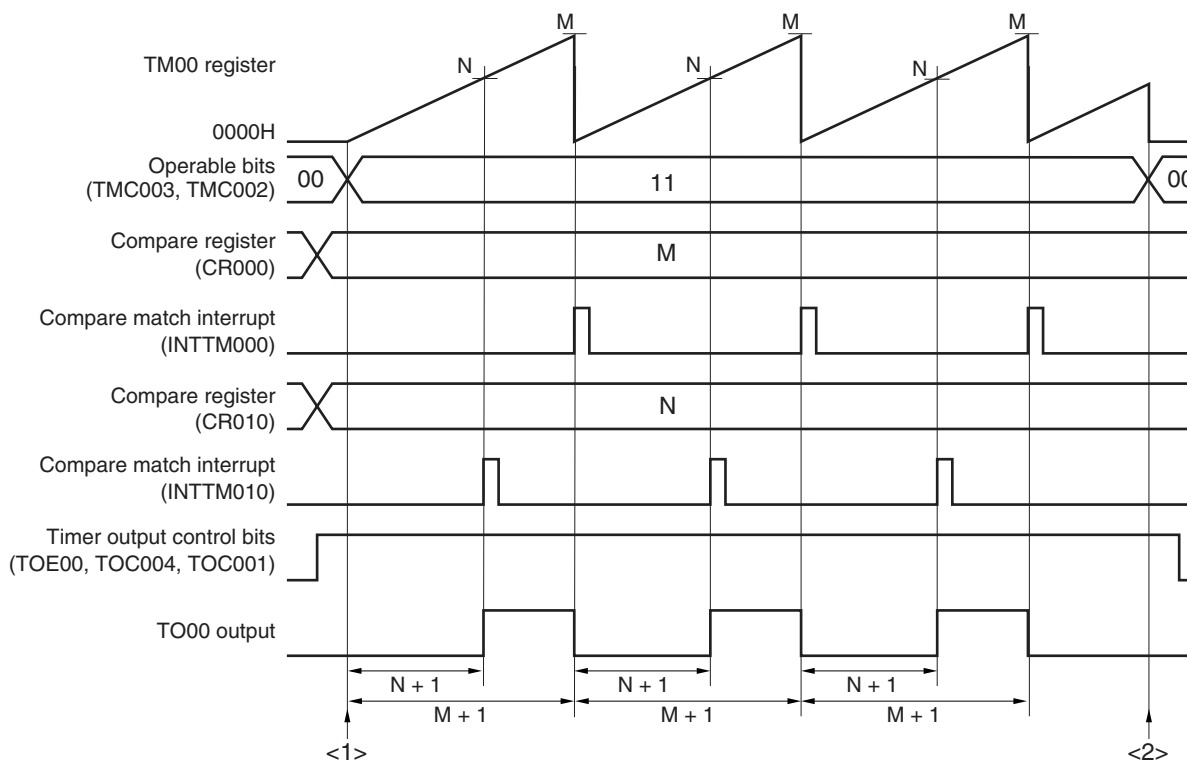 M M M
TM00 register
N N N
0000H
Operable bits
(TMC003, TMC002)
00 11 00
Compare register
(CR000)
M
Compare match interrupt
(INTTM000)
Compare register
(CR010)
N
Compare match interrupt
(INTTM010)
Timer output control bits
(TOE00, TOC004, TOC001)
TO00 output
N + 1 N + 1 N + 1
M + 1 M + 1 M + 1
<1> <2>